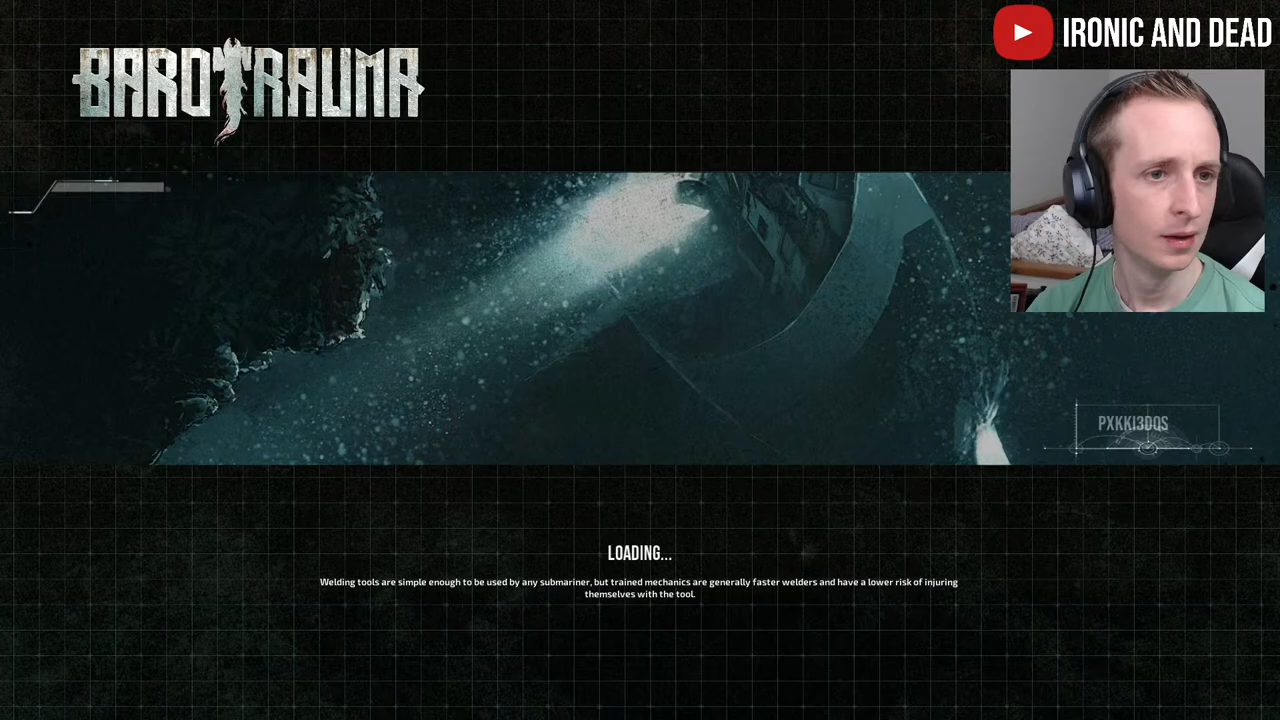 IRONIC AND DEAD
BAROTRAUMA
PXKKI3DQS
LOADING...
Welding tools are simple enough to be used by any submariner, but trained mechanics are generally faster welders and have a lower risk of injuring
themselves with the tool.